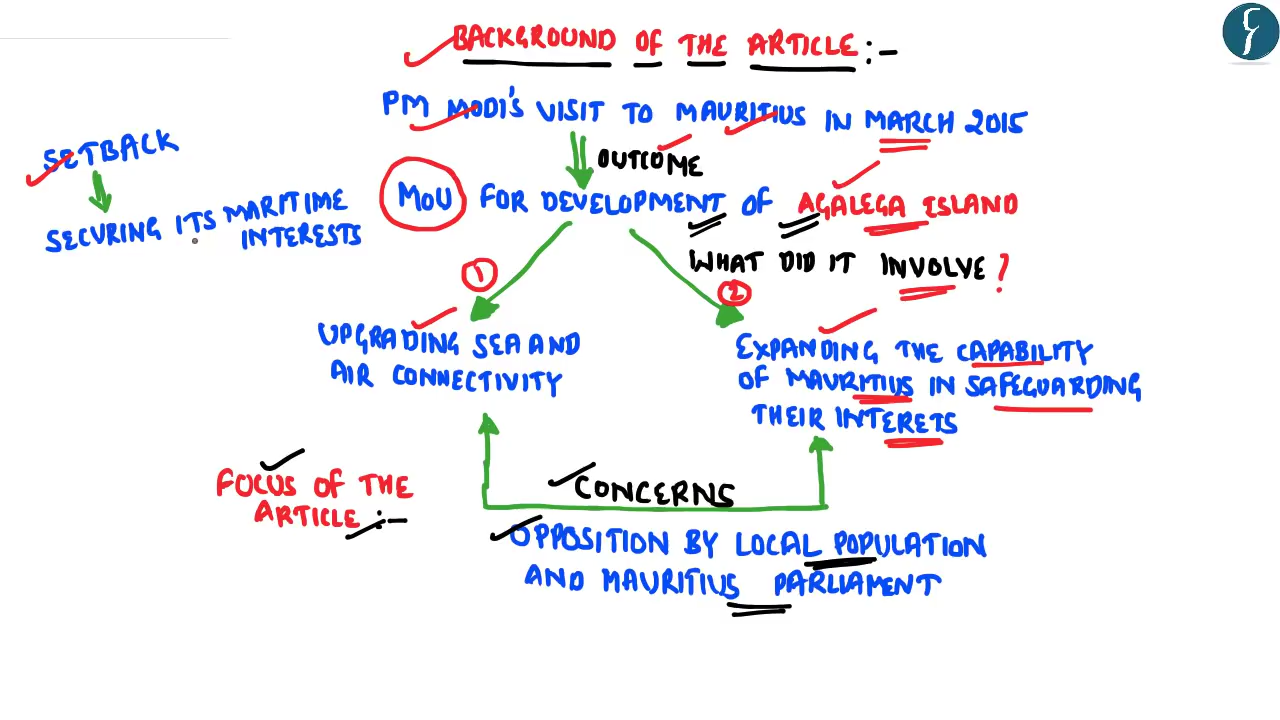 BACKGROUND OF THE ARTICLE :-
PM MODI'S VISIT TO MAURITIUS IN MARCH 2015
OUTCOME
MOU FOR DEVELOPMENT OF AGALEGA ISLAND
WHAT DID IT INVOLVE ?
SETBACK
SECURING ITS MARITIME
INTERESTS
1
UPGRADING SEA AND
AIR CONNECTIVITY
2
EXPANDING THE CAPABILITY
OF MAURITIUS IN SAFEGUARDING
THEIR INTERETS
FOCUS OF THE
ARTICLE :-
CONCERNS
OPPOSITION BY LOCAL POPULATION
AND MAURITIUS PARLIAMENT